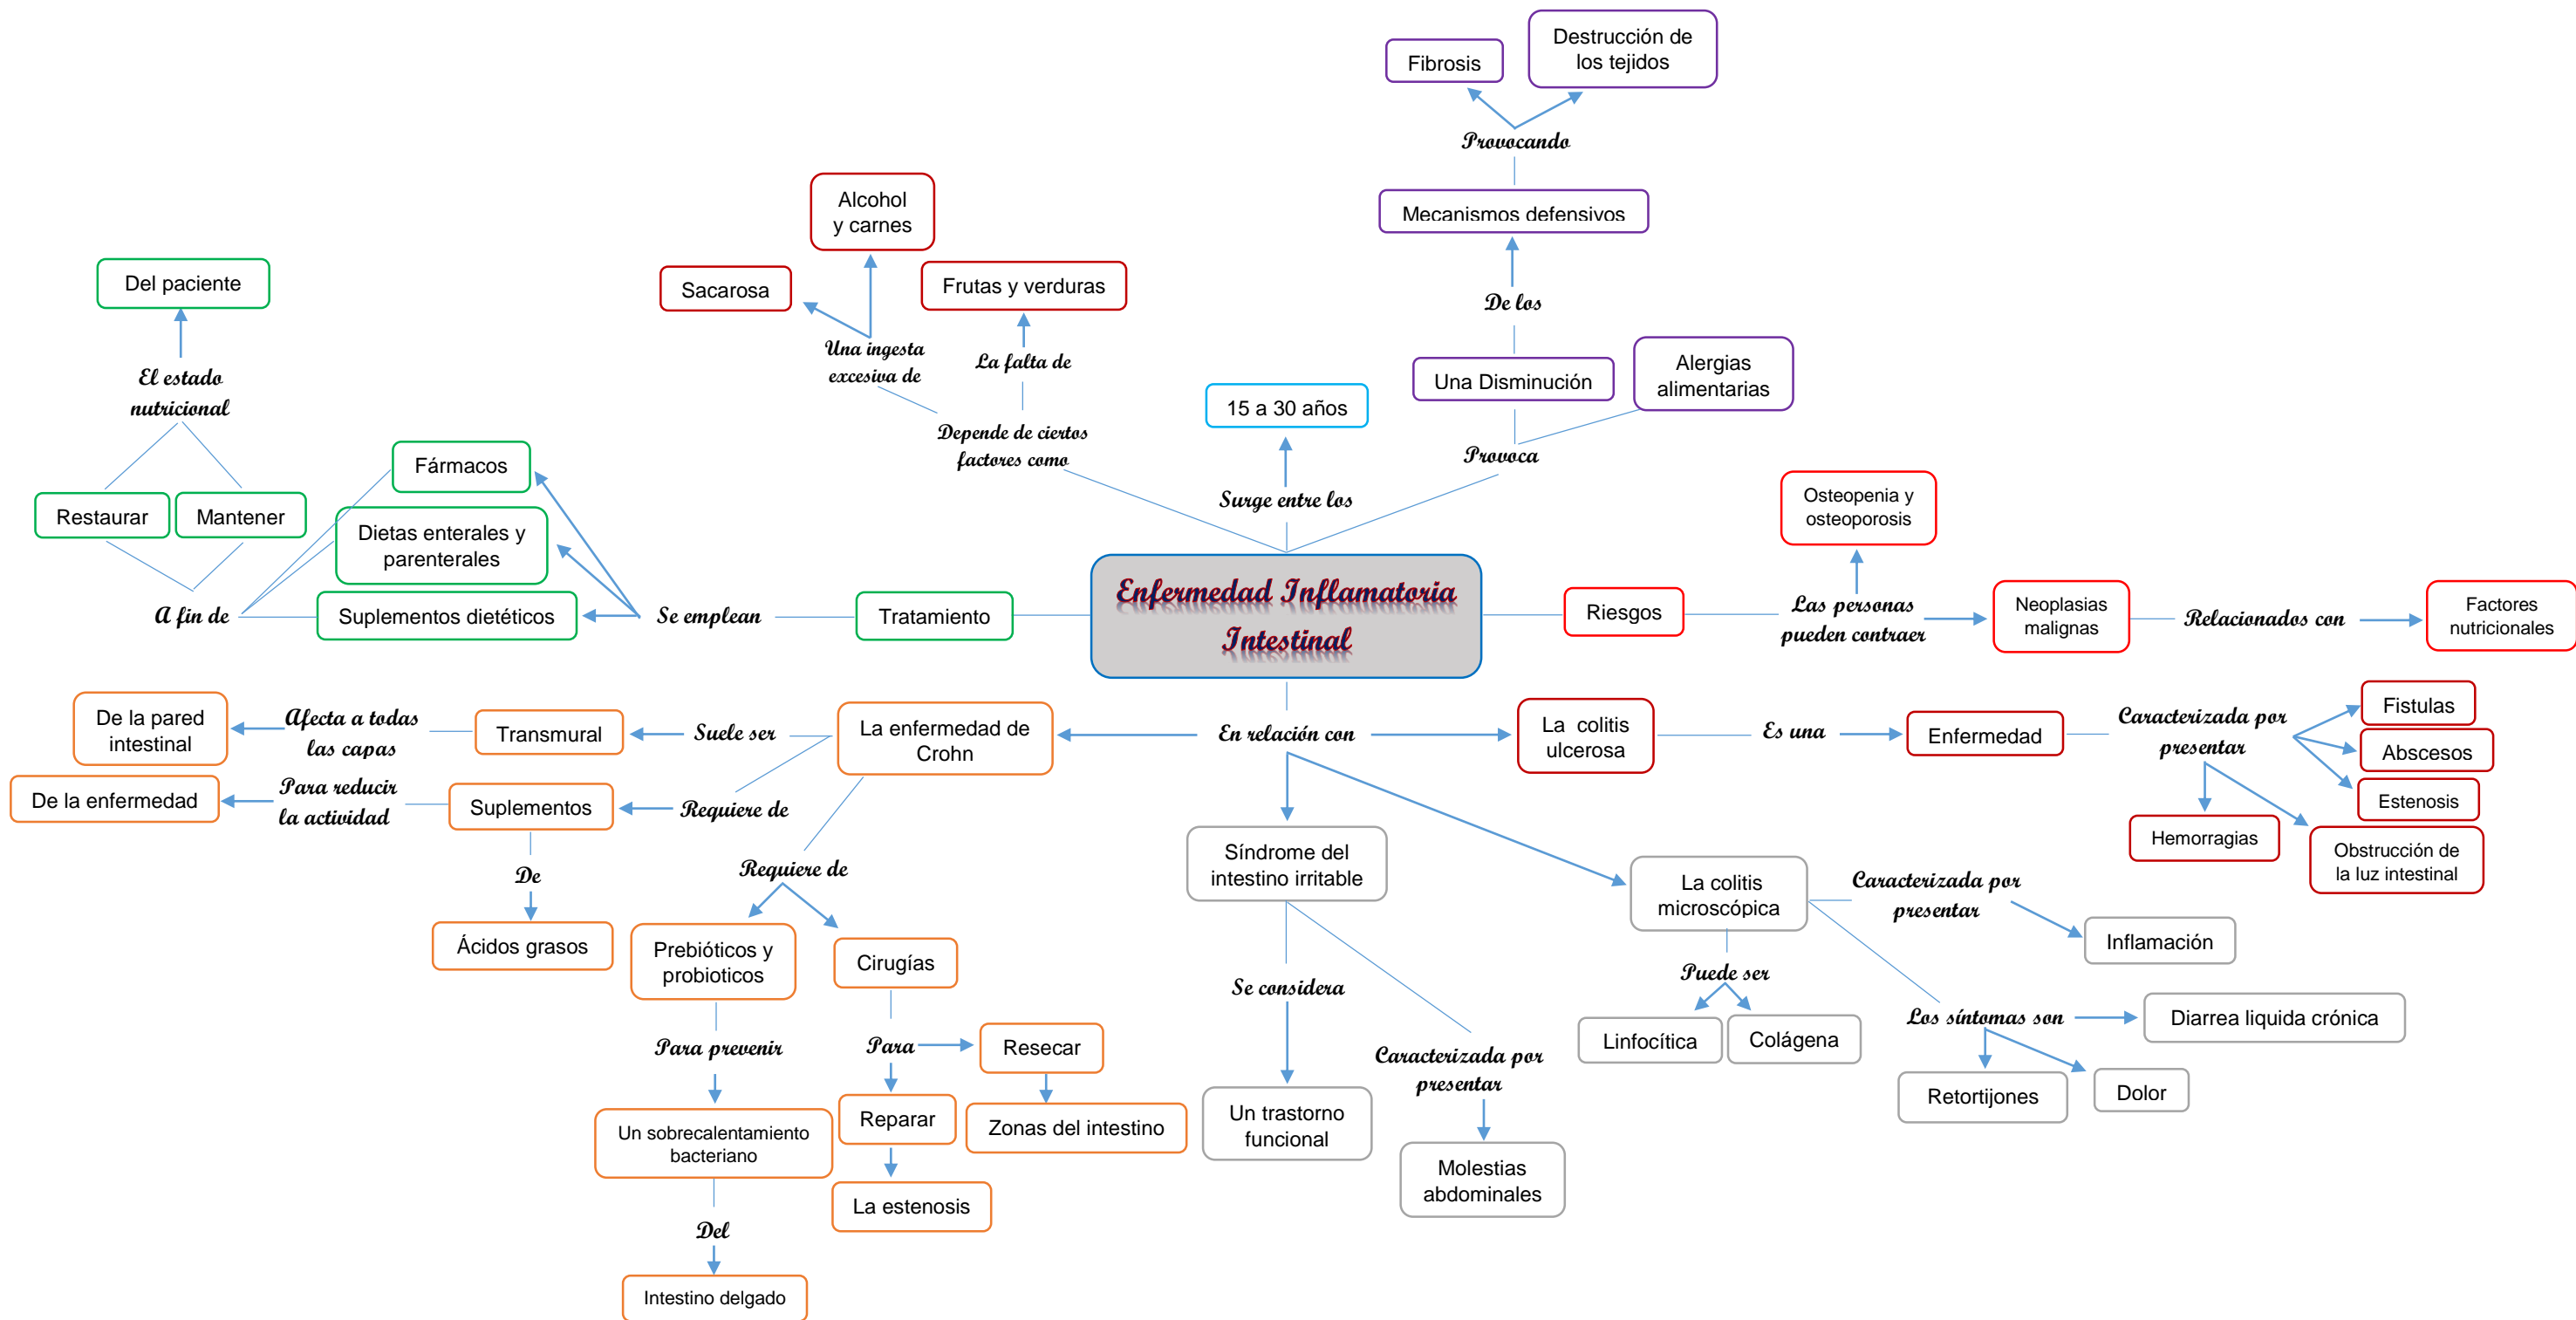 Destrucción de
los tejidos
Fibrosis
Provocando
Mecanismos defensivos
De los
Una Disminución
Alergias
alimentarias
Provoca
Alcohol
y carnes
Sacarosa
Frutas y verduras
Una ingesta
excesiva de
La falta de
Depende de ciertos
factores como
15 a 30 años
Surge entre los
Del paciente
El estado
nutricional
Restaurar
Mantener
A fin de
Fármacos
Dietas enterales y
parenterales
Suplementos dietéticos
Se emplean
Tratamiento
Enfermedad Inflamatoria
Intestinal
Riesgos
Las personas
pueden contraer
Osteopenia y
osteoporosis
Neoplasias
malignas
Relacionados con
Factores
nutricionales
De la pared
intestinal
Afecta a todas
las capas
Transmural
Suele ser
La enfermedad de
Crohn
En relación con
La  colitis
ulcerosa
Es una
Enfermedad
Caracterizada por
presentar
Fistulas
Abscesos
Estenosis
Hemorragias
Obstrucción de
la luz intestinal
De la enfermedad
Para reducir
la actividad
Suplementos
Requiere de
De
Ácidos grasos
Requiere de
Prebióticos y
probioticos
Cirugías
Para prevenir
Para
Resecar
Zonas del intestino
Reparar
La estenosis
Un sobrecalentamiento
bacteriano
Del
Intestino delgado
Síndrome del
intestino irritable
Se considera
Un trastorno
funcional
Caracterizada por
presentar
Molestias
abdominales
La colitis
microscópica
Caracterizada por
presentar
Inflamación
Puede ser
Linfocítica
Colágena
Los síntomas son
Diarrea liquida crónica
Retortijones
Dolor